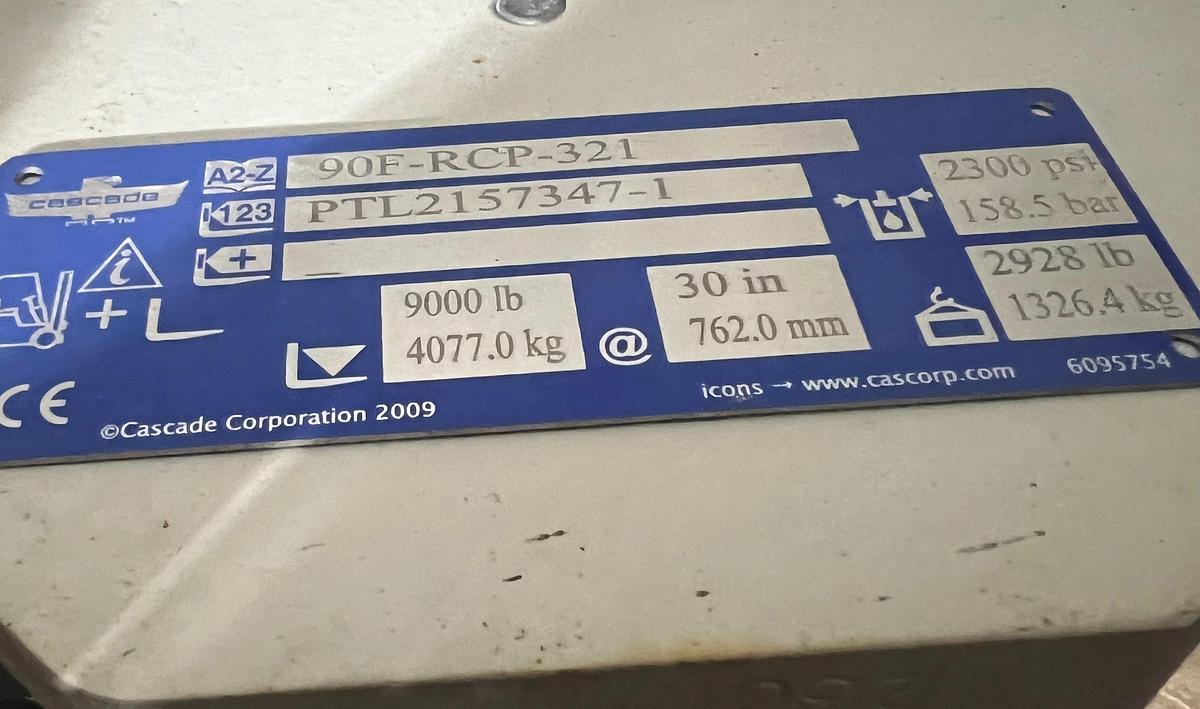 A2-Z 90F-RCP-321
cascade ™
123 PTL2157347-1
+ _
2300 psi
158.5 bar
i
+
9000 lb
4077.0 kg
@
30 in
762.0 mm
2928 lb
1326.4 kg
CE
©Cascade Corporation 2009
icons → www.cascorp.com
6095754